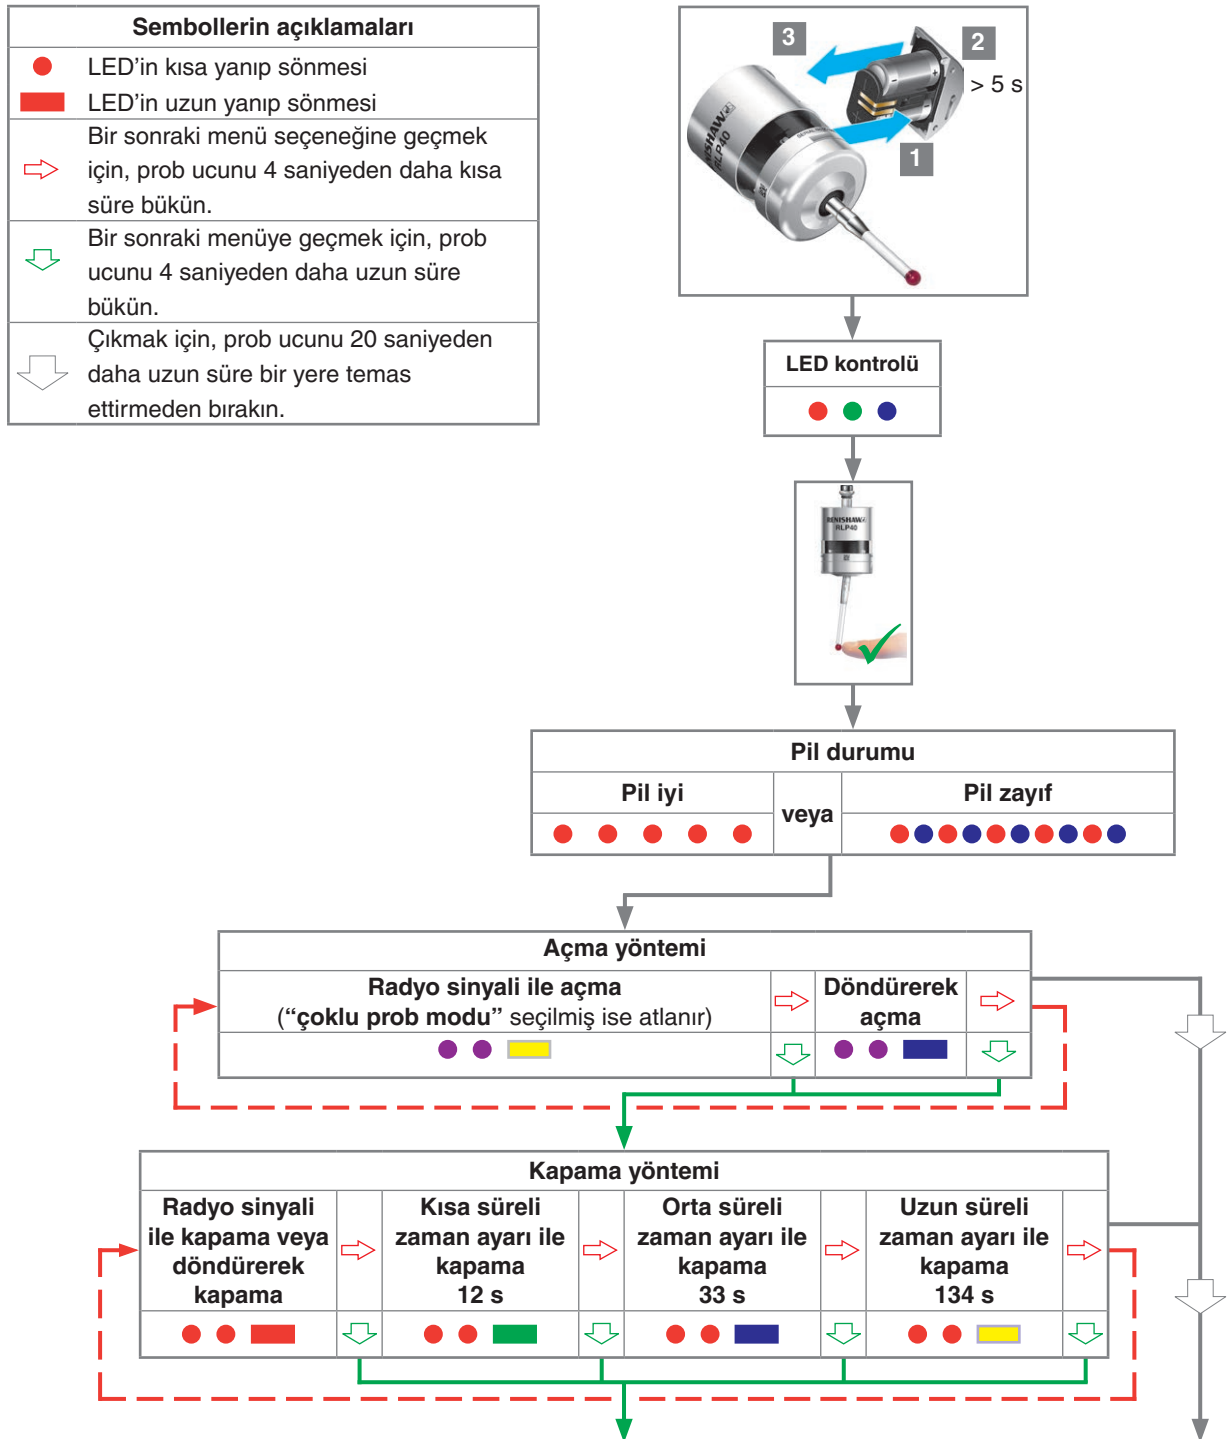 Sembollerin açıklamaları
LED'in kısa yanıp sönmesi
LED'in uzun yanıp sönmesi
Bir sonraki menü seçeneğine geçmek
için, prob ucunu 4 saniyeden daha kısa
süre bükün.
Bir sonraki menüye geçmek için, prob
ucunu 4 saniyeden daha uzun süre
bükün.
Çıkmak için, prob ucunu 20 saniyeden
daha uzun süre bir yere temas
ettirmeden bırakın.
3
2
> 5 s
1
RENISHAW
RLP40
LED kontrolü
RENISHAW
RLP40
Pil durumu
Pil iyi
veya
Pil zayıf
Açma yöntemi
Radyo sinyali ile açma
(“çoklu prob modu” seçilmiş ise atlanır)
Döndürerek
açma
Kapama yöntemi
Radyo sinyali
ile kapama veya
döndürerek
kapama
Kısa süreli
zaman ayarı ile
kapama
12 s
Orta süreli
zaman ayarı ile
kapama
33 s
Uzun süreli
zaman ayarı ile
kapama
134 s